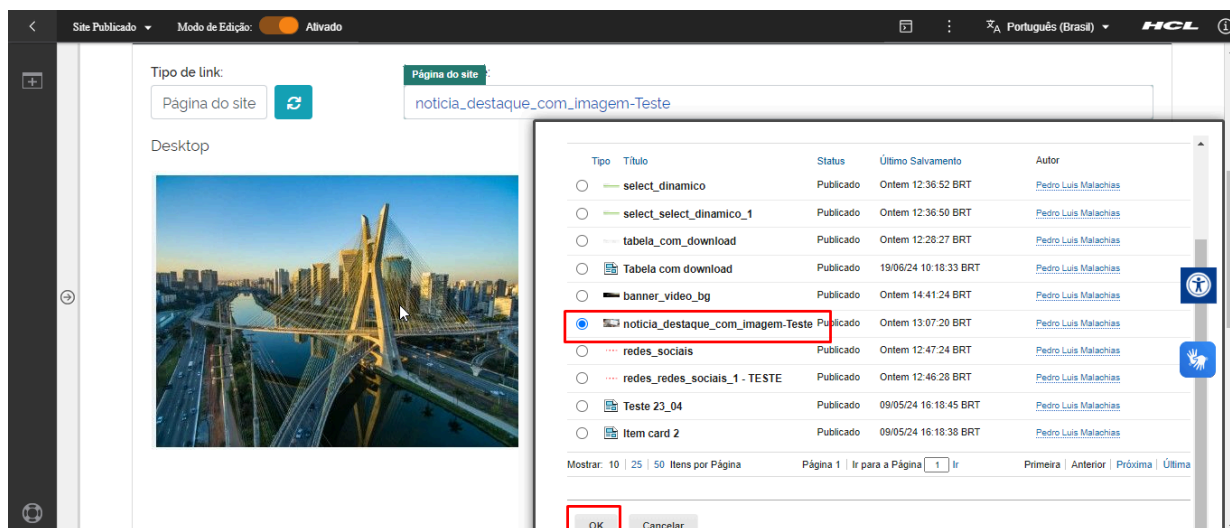 Site Publicado Modo de Edição: Ativado Português (Brasil) HCL
Tipo de link: Página do site
Página do site noticia_destaque_com_imagem-Teste
Desktop
Tipo Título Status Último Salvamento Autor
select_dinamico Publicado Ontem 12:36:52 BRT Pedro Luis Malachias
select_select_dinamico_1 Publicado Ontem 12:36:50 BRT Pedro Luis Malachias
tabela_com_download Publicado Ontem 12:28:27 BRT Pedro Luis Malachias
Tabela com download Publicado 19/06/24 10:18:33 BRT Pedro Luis Malachias
banner_video_bg Publicado Ontem 14:41:24 BRT Pedro Luis Malachias
noticia_destaque_com_imagem-Teste Publicado Ontem 13:07:20 BRT Pedro Luis Malachias
redes_sociais Publicado Ontem 12:47:24 BRT Pedro Luis Malachias
redes_redes_sociais_1 - TESTE Publicado Ontem 12:46:28 BRT Pedro Luis Malachias
Teste 23_04 Publicado 09/05/24 16:18:45 BRT Pedro Luis Malachias
Item card 2 Publicado 09/05/24 16:18:38 BRT Pedro Luis Malachias
Mostrar: 10 | 25 | 50 Itens por Página Página 1 | Ir para a Página 1 Ir Primeira | Anterior | Próxima | Última
OK Cancelar